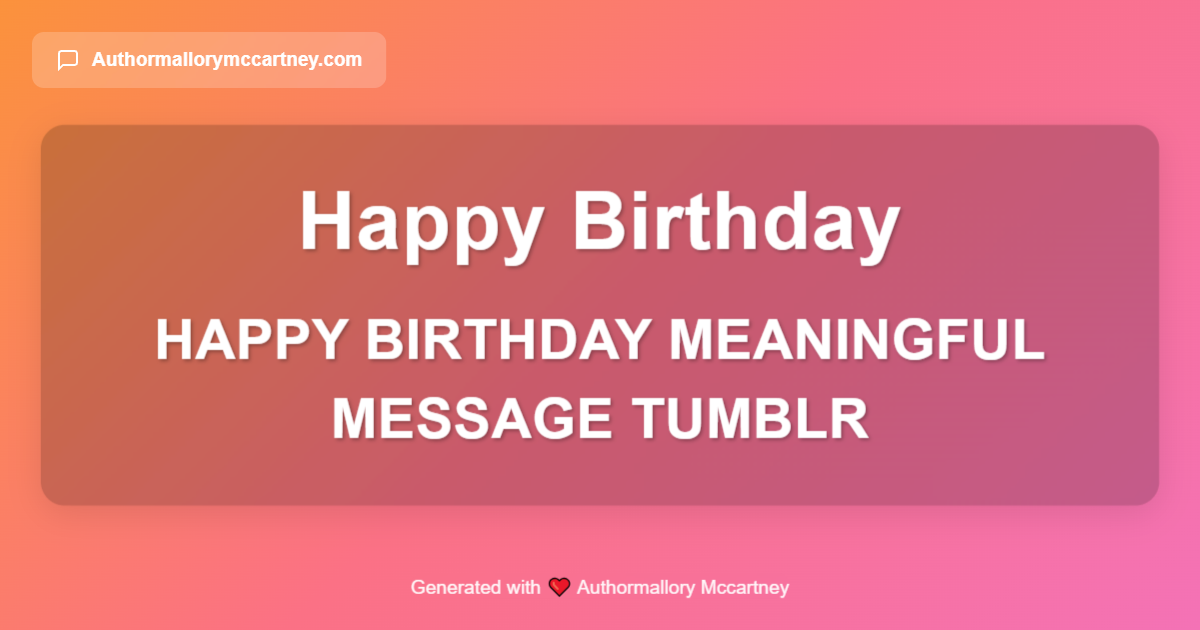 Authormallorymccartney.com
Happy Birthday
HAPPY BIRTHDAY MEANINGFUL
MESSAGE TUMBLR
Generated with ❤️ Authormallory Mccartney